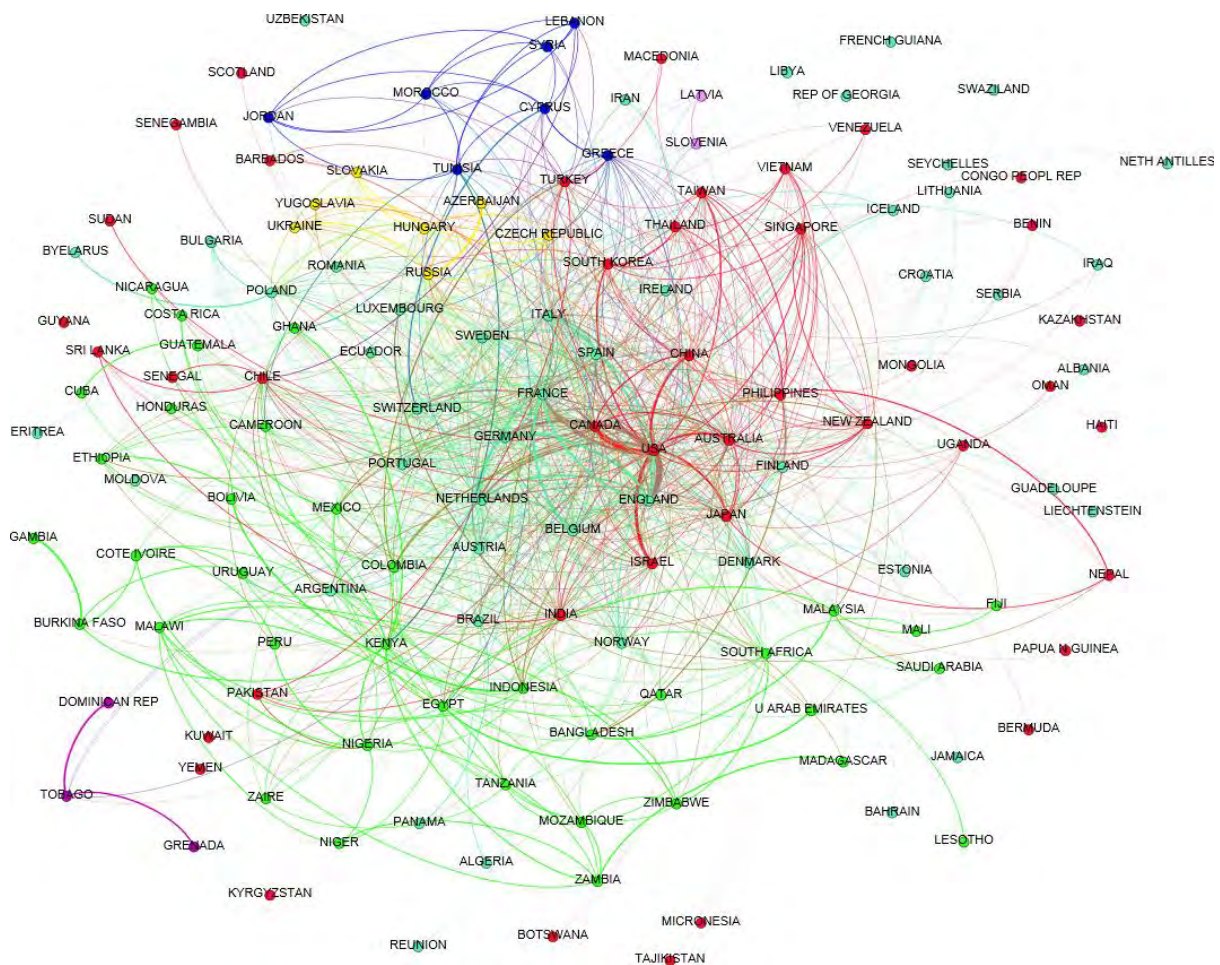 UZBEKISTAN
LEBANON
SYRIA
FRENCH GUIANA
MACEDONIA
SCOTLAND
LIBYA
MOROCCO
IRAN
LATVIA
REP OF GEORGIA
SWAZILAND
CYPRUS
JORDAN
SENEGAMBIA
VENEZUELA
SLOVENIA
GREECE
BARBADOS
TUNISIA
SLOVAKIA
TURKEY
VIETNAM
SEYCHELLES
NETH ANTILLES
CONGO PEOPL REP
TAIWAN
LITHUANIA
YUGOSLAVIA
AZERBAIJAN
ICELAND
SUDAN
UKRAINE
HUNGARY
CZECH REPUBLIC
THAILAND
SINGAPORE
BENIN
BYELARUS
BULGARIA
ROMANIA
RUSSIA
SOUTH KOREA
IRAQ
NICARAGUA
POLAND
IRELAND
CROATIA
SERBIA
LUXEMBOURG
COSTA RICA
GHANA
ITALY
GUYANA
KAZAKHSTAN
SWEDEN
GUATEMALA
SRI LANKA
ECUADOR
SPAIN
CHINA
MONGOLIA
ALBANIA
SENEGAL
CHILE
CUBA
FRANCE
PHILIPPINES
OMAN
HONDURAS
SWITZERLAND
CAMEROON
CANADA
NEW ZEALAND
HAITI
ERITREA
GERMANY
USA
AUSTRALIA
UGANDA
ETHIOPIA
MOLDOVA
PORTUGAL
FINLAND
GUADELOUPE
BOLIVIA
NETHERLANDS
ENGLAND
LIECHTENSTEIN
MEXICO
JAPAN
BELGIUM
GAMBIA
COTE IVOIRE
AUSTRIA
URUGUAY
COLOMBIA
ISRAEL
DENMARK
ESTONIA
NEPAL
ARGENTINA
BURKINA FASO
MALAWI
BRAZIL
INDIA
MALAYSIA
FIJI
MALI
PERU
KENYA
NORWAY
SOUTH AFRICA
PAPUA N GUINEA
SAUDI ARABIA
PAKISTAN
INDONESIA
QATAR
DOMINICAN REP
EGYPT
U ARAB EMIRATES
BERMUDA
KUWAIT
NIGERIA
BANGLADESH
YEMEN
JAMAICA
MADAGASCAR
TOBAGO
ZAIRE
TANZANIA
ZIMBABWE
BAHRAIN
PANAMA
MOZAMBIQUE
GRENADA
NIGER
LESOTHO
ALGERIA
ZAMBIA
KYRGYZSTAN
MICRONESIA
BOTSWANA
REUNION
TAJIKISTAN